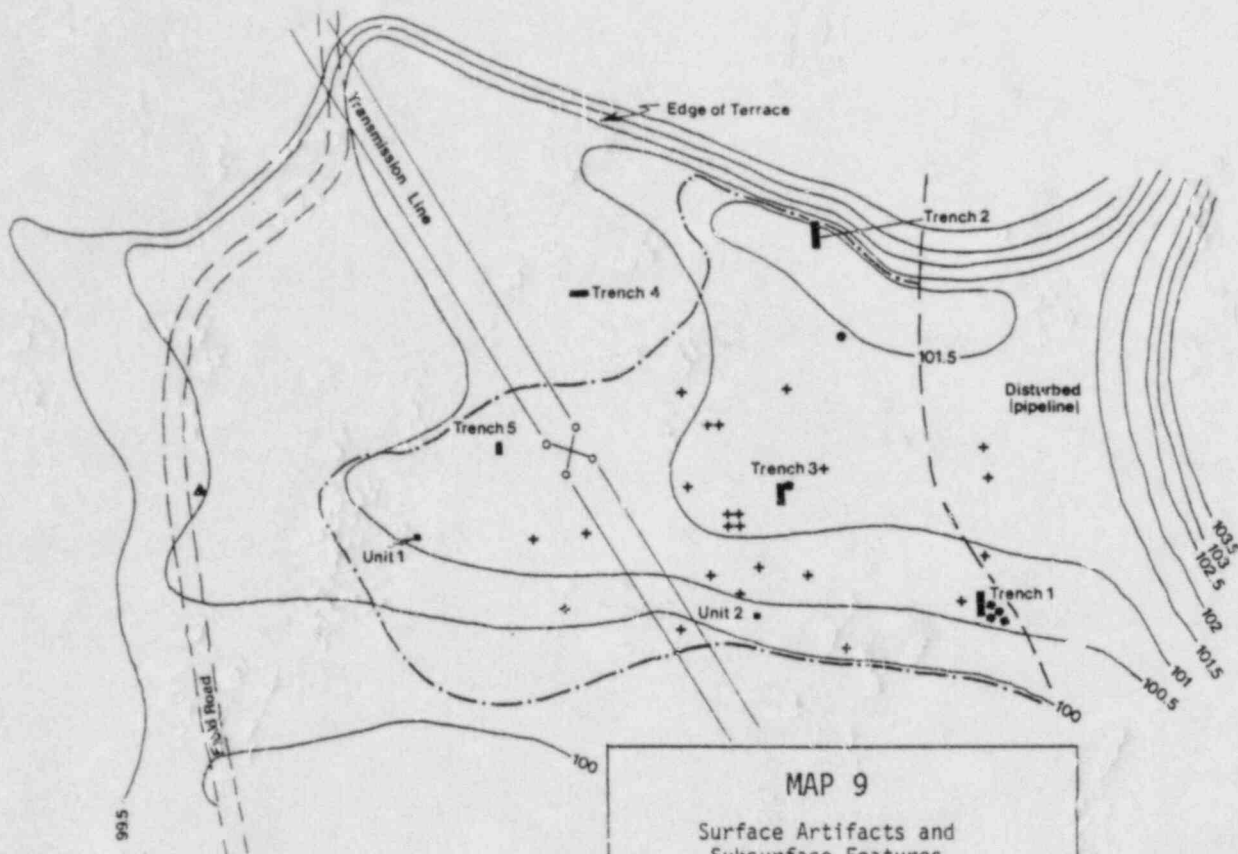 Transmission Line
Edge of Terrace
Trench 2
Trench 4
101.5
Disturbed
(pipeline)
Trench 5
Trench 3
Unit 1
Trench 1
Unit 2
103.5
103
102.5
102
101.5
101
100.5
100
Road
100
99.5
MAP 9
Surface Artifacts and
Subsurface Features